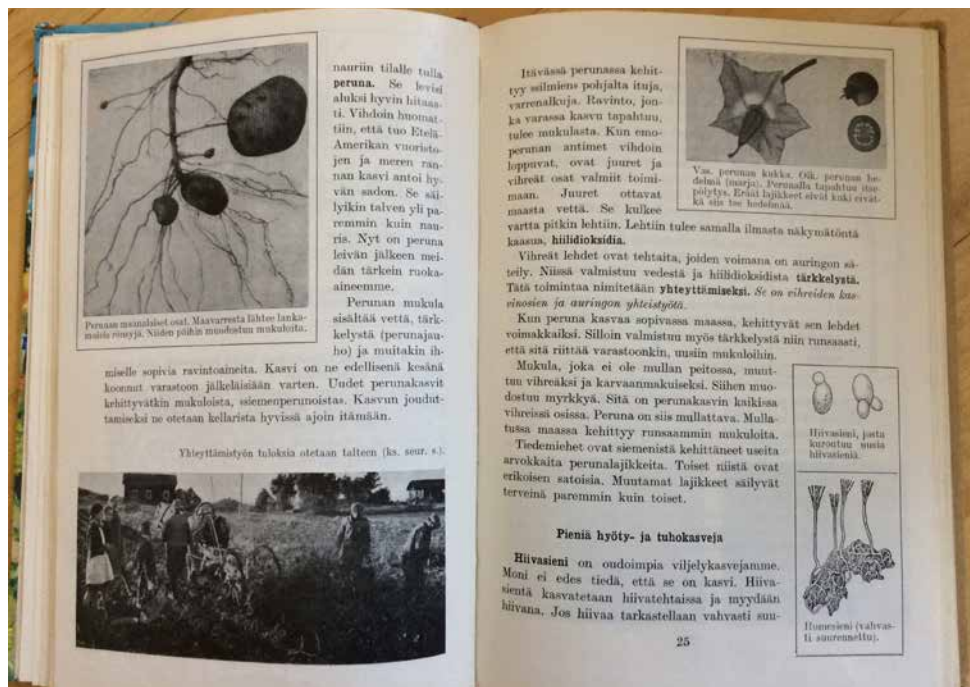 nauriin tilalle tulla
peruna. Se levisi
aluksi hyvin hitaas-
ti. Vihdoin huomat-
tiin, että tuo Etelä-
Amerikan vuoristo-
jen ja meren ran-
nan kasvi antoi hy-
vän sadon. Se säi-
lyikin talven yli pa-
remmin kuin nau-
ris. Nyt on peruna
leivän jälkeen mei-
dän tärkein ruoka-
aineemme.
Perunan mukula
sisältää vettä, tärk-
kelystä (perunajau-
ho) ja muitakin ih-
Perunan maanalaiset osat. Maavarresta lähtee lanka-
maisia rönsyjä. Niiden päihin muodostuu mukuloita.
miselle sopivia ravintoaineita. Kasvi on ne edellisenä kesänä
koonnut varastoon jälkeläisiään varten. Uudet perunakasvit
kehittyvätkin mukuloista, »siemenperunoista». Kasvun joudut-
tamiseksi ne otetaan kellarista hyvissä ajoin itämään.
Yhteyttämistyön tuloksia otetaan talteen (ks. seur. s.).
Itävässä perunassa kehit-
tyy »silmien» pohjalta ituja,
varrenalkuja. Ravinto, jon-
ka varassa kasvu tapahtuu,
tulee mukulasta. Kun emo-
perunan antimet vihdoin
loppuvat, ovat juuret ja
vihreät osat valmiit toimi-
maan. Juuret ottavat
maasta vettä. Se kulkee
vartta pitkin lehtiin. Lehtiin tulee samalla ilmasta näkymätöntä
kaasua, hiilidioksidia.
Vas. perunan kukka. Oik. perunan he-
delmä (marja). Perunalla tapahtuu itse-
pölytys. Eräät lajikkeet eivät kuki eivät-
kä siis tee hedelmää.
Vihreät lehdet ovat tehtaita, joiden voimana on auringon sä-
teily. Niissä valmistuu vedestä ja hiilidioksidista tärkkelystä.
Tätä toimintaa nimitetään yhteyttämiseksi. Se on vihreiden kas-
vinosien ja auringon yhteistyötä.
Kun peruna kasvaa sopivassa maassa, kehittyvät sen lehdet
voimakkaiksi. Silloin valmistuu myös tärkkelystä niin runsaasti,
että sitä riittää varastoonkin, uusiin mukuloihin.
Mukula, joka ei ole mullan peitossa, muut-
tuu vihreäksi ja karvaanmakuiseksi. Siihen muo-
dostuu myrkkyä. Sitä on perunakasvin kaikissa
vihreissä osissa. Peruna on siis mullattava. Mulla-
tussa maassa kehittyy runsaammin mukuloita.
Tiedemiehet ovat siemenistä kehittäneet useita
arvokkaita perunalajikkeita. Toiset niistä ovat
erikoisen satoisia. Muutamat lajikkeet säilyvät
terveinä paremmin kuin toiset.
Pieniä hyöty- ja tuhokasveja
Hiivasieni on oudoimpia viljelykasvejamme.
Moni ei edes tiedä, että se on kasvi. Hiiva-
sientä kasvatetaan hiivatehtaissa ja myydään
hiivana. Jos hiivaa tarkastellaan vahvasti suu-
Hiivasieni, josta
kuroutuu uusia
hiivasieniä.
Homesieni (vahvas-
ti suurennettu).
25